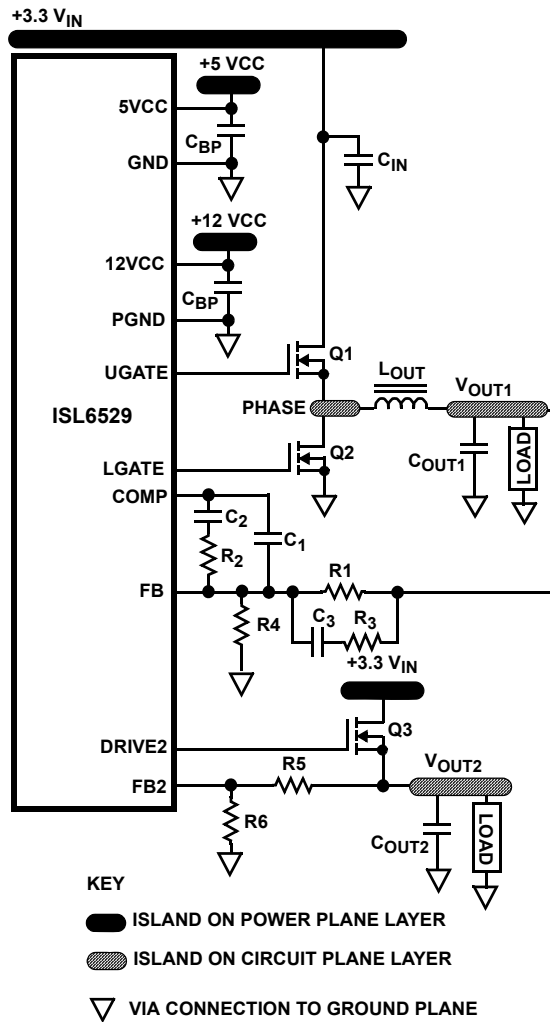 +3.3 VIN
+5 VCC
5VCC
CBP
GND
CIN
+12 VCC
12VCC
CBP
PGND
Q1
UGATE
LOUT
VOUT1
PHASE
ISL6529
Q2
COUT1
LOAD
LGATE
COMP
C2
C1
R2
FB
R1
R4
C3
R3
+3.3 VIN
Q3
DRIVE2
VOUT2
R5
FB2
R6
COUT2
LOAD
KEY
ISLAND ON POWER PLANE LAYER
ISLAND ON CIRCUIT PLANE LAYER
VIA CONNECTION TO GROUND PLANE